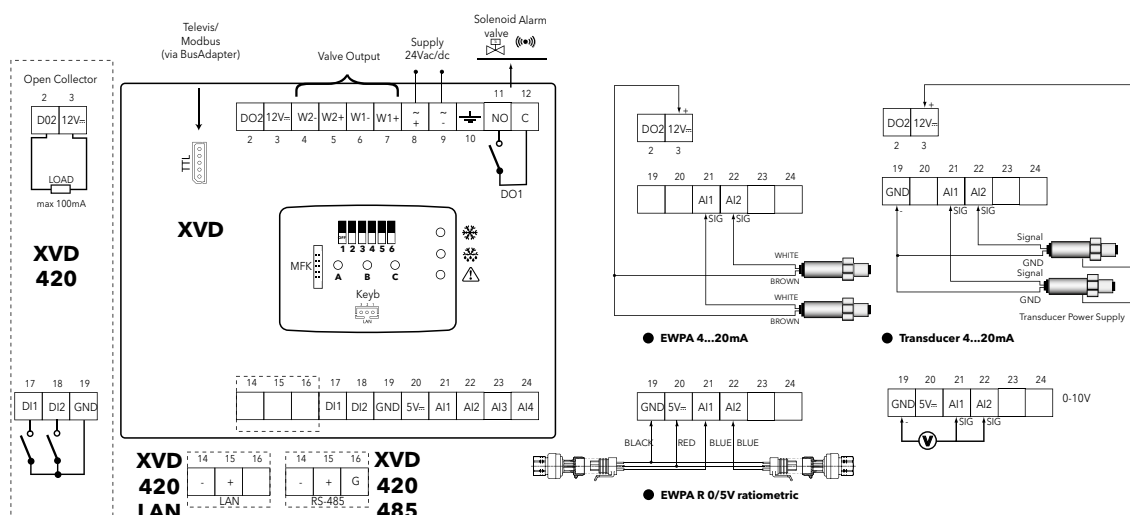 Televis/
Modbus
(via BusAdapter)
Valve Output
Supply
24Vac/dc
Solenoid
valve
Alarm
Open Collector
2 3
D02 12V⎓
LOAD
max 100mA
XVD
420
17 18 19
DI1 DI2 GND
11 12
DO2 12V⎓ W2- W2+ W1- W1+ ~ + ~ - NO C
2 3 4 5 6 7 8 9 10
DO1
TTL
XVD
OFF
1 2 3 4 5 6
MFK
A B C
Keyb
1 2 3
LAN
14 15 16 17 18 19 20 21 22 23 24
DI1 DI2 GND 5V⎓ AI1 AI2 AI3 AI4
XVD
420
LAN
14 15 16
- +
LAN
14 15 16
- + G
RS-485
XVD
420
485
+
DO2 12V⎓
2 3
19 20 21 22 23 24
AI1 AI2
SIG SIG
WHITE
BROWN
WHITE
BROWN
● EWPA 4...20mA
+
DO2 12V⎓
2 3
19 20 21 22 23 24
GND AI1 AI2
- SIG SIG
Signal
GND
Signal
GND
Transducer Power Supply
● Transducer 4...20mA
19 20 21 22 23 24
GND 5V⎓ AI1 AI2
BLACK RED BLUE BLUE
● EWPA R 0/5V ratiometric
19 20 21 22 23 24
GND 5V⎓ AI1 AI2 0-10V
- SIG SIG
V